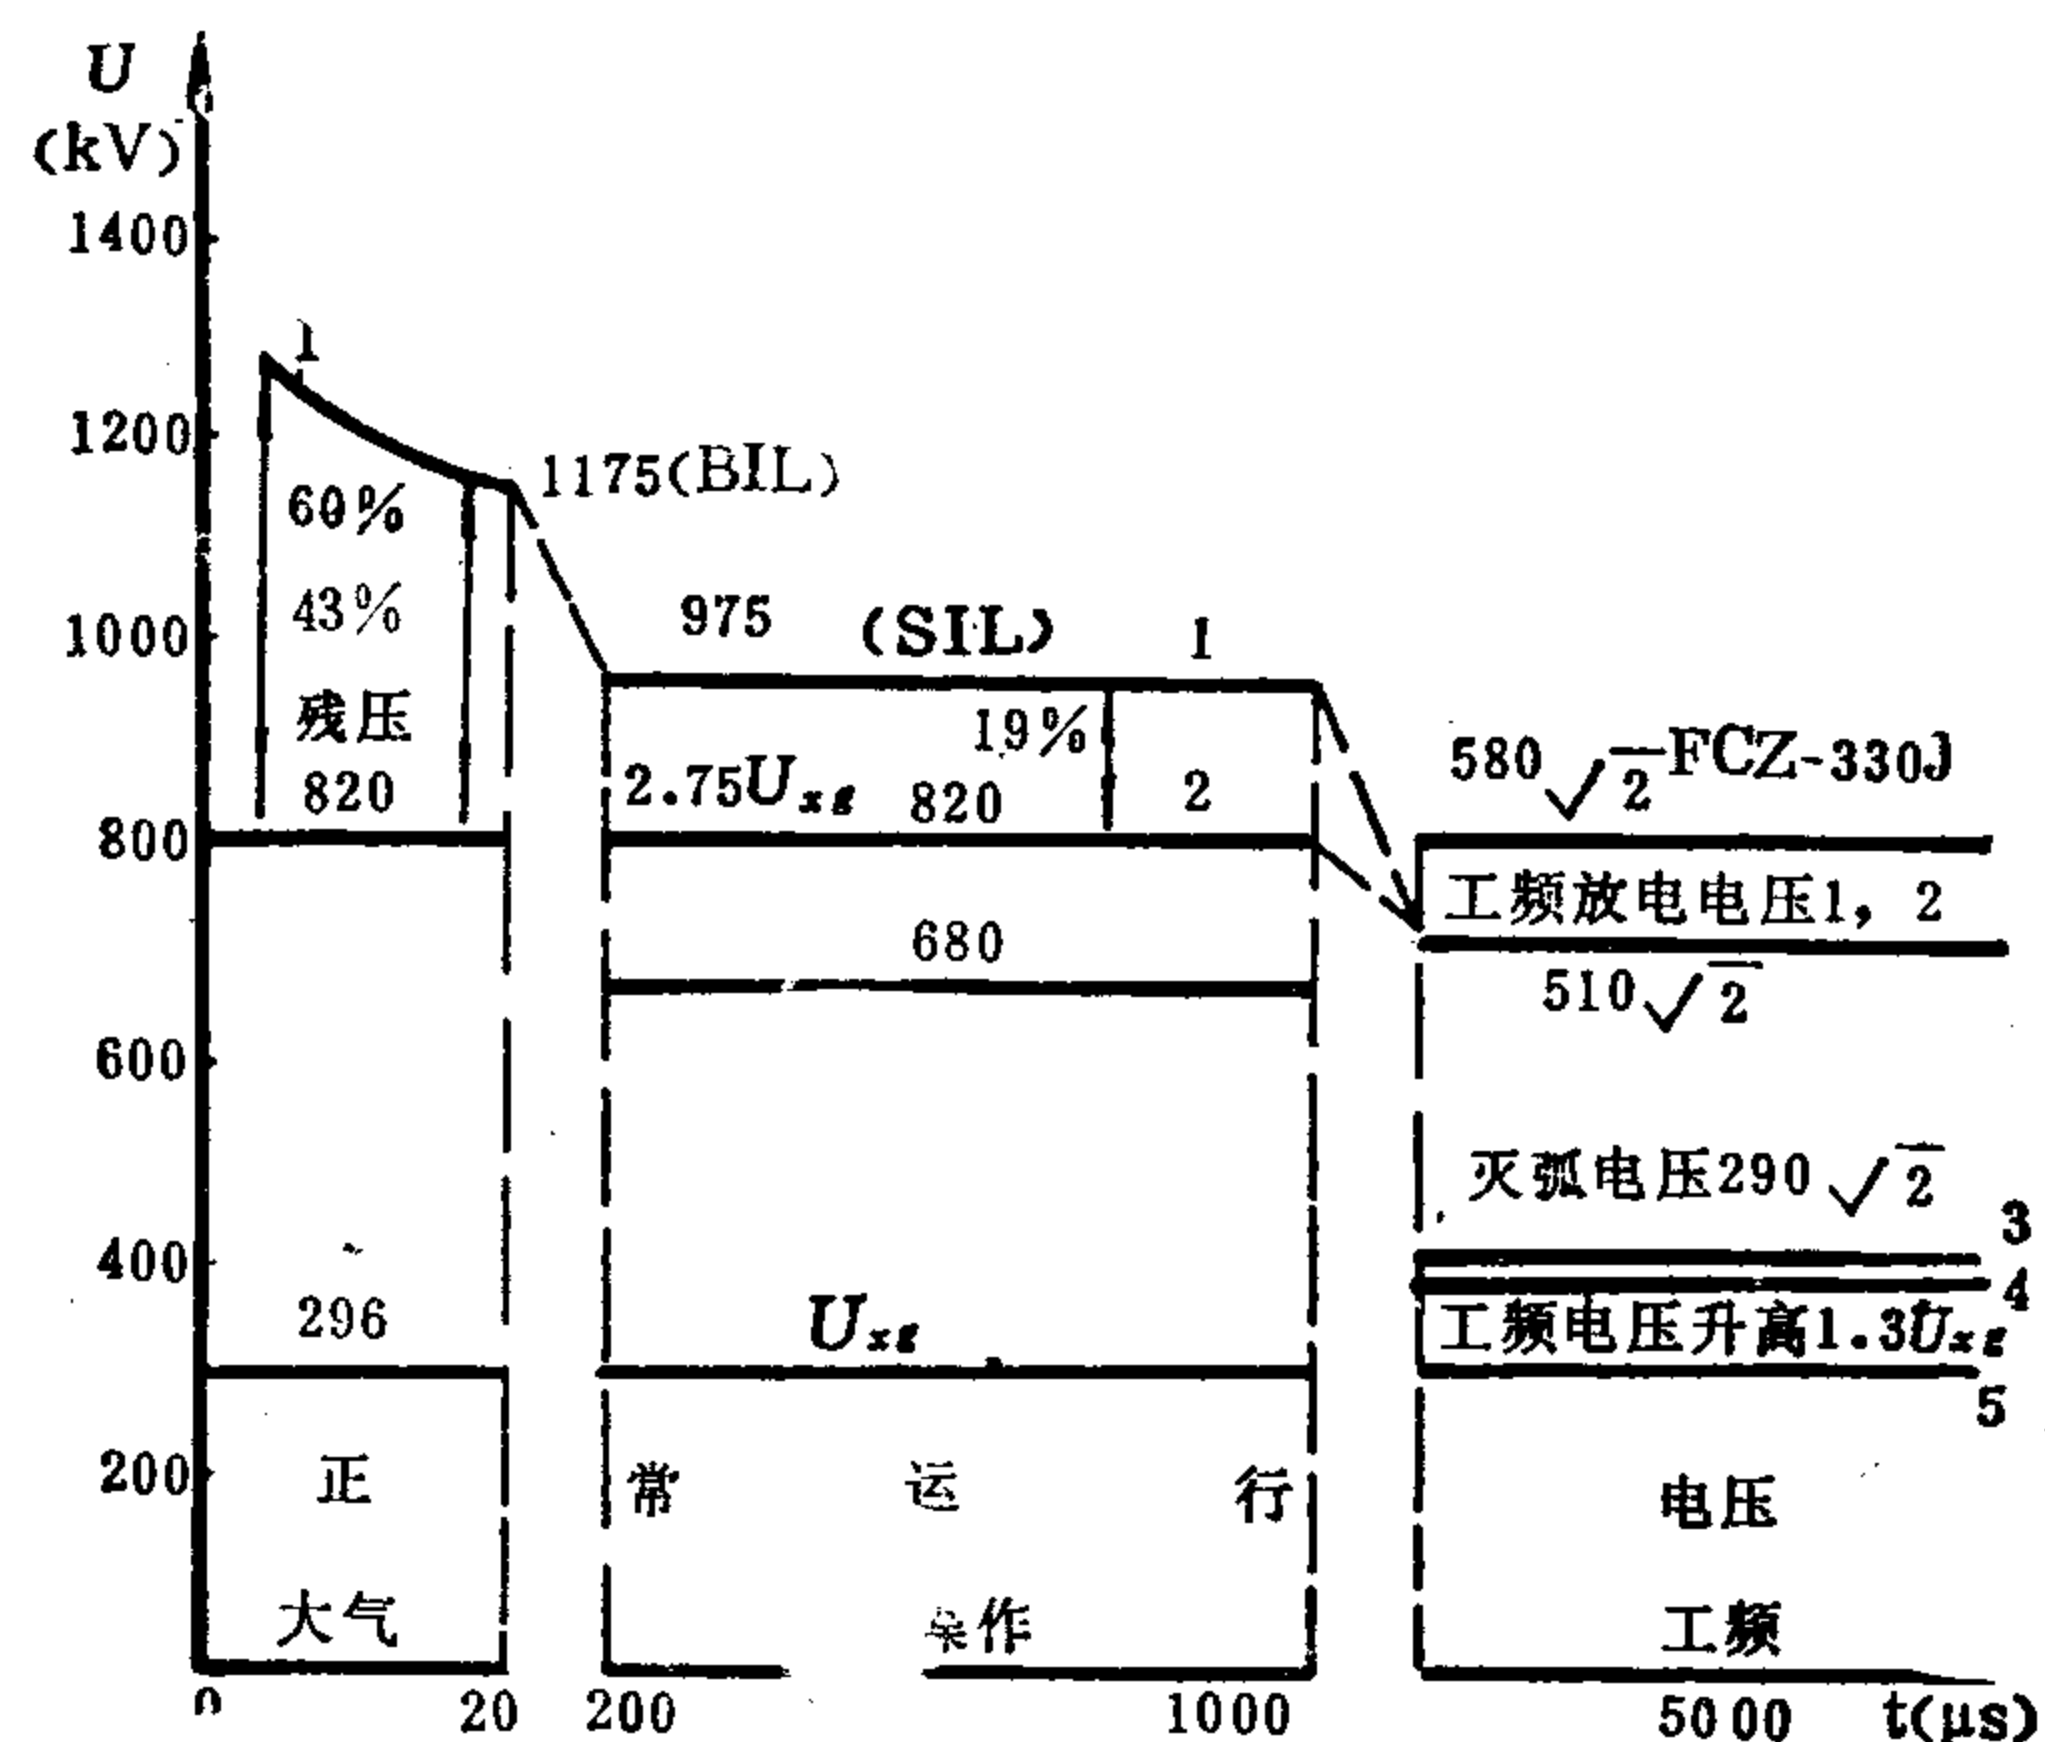 U
(kV)
1400
1
1200
1175(BIL)
60%
43%
975 (SIL) 1
1000
残压
19%
580√2 FCZ-330J
820
2.75Uxg 820 2
800
工频放电电压1，2
680
510√2
600
灭弧电压290√2
3
400
4
296
Uxg
工频电压升高1.3Uxg
5
200
正 常 运 行 电压
大气 操作 工频
0 20 200 1000 5000 t(μs)